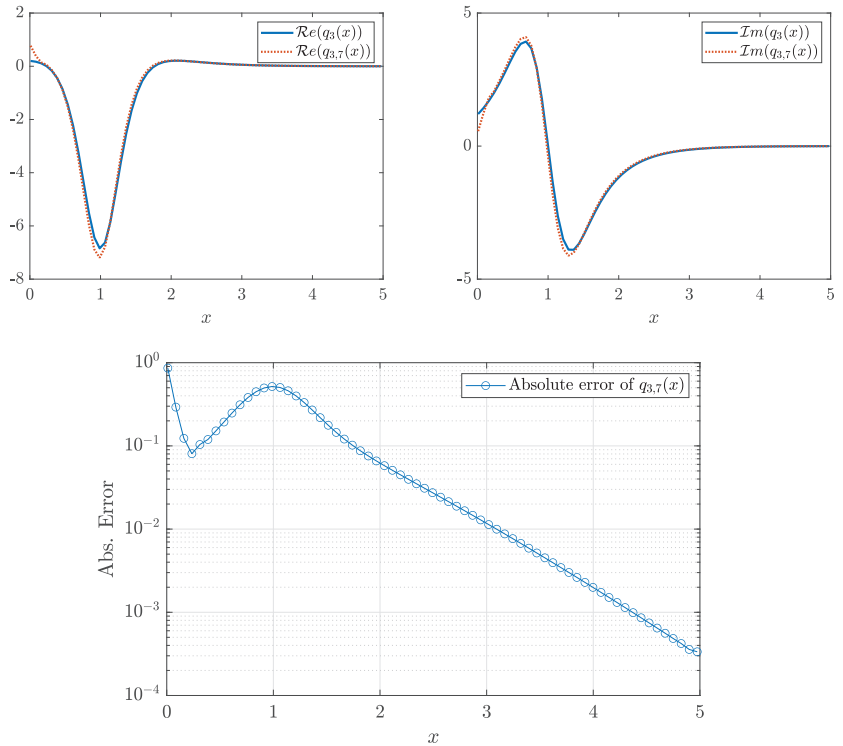 2
0
-2
-4
-6
-8
0 1 2 3 4 5
x
Re(q3(x))
Re(q3,7(x))
5
0
-5
0 1 2 3 4 5
x
Im(q3(x))
Im(q3,7(x))
10^0
10^-1
10^-2
10^-3
10^-4
Abs. Error
0 1 2 3 4 5
x
Absolute error of q3,7(x)